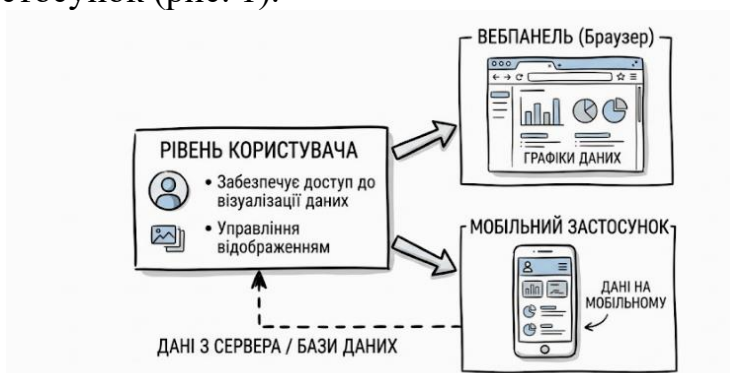 стосунок (рис. 1).
ВЕБПАНЕЛЬ (Браузер)
ГРАФІКИ ДАНИХ
РІВЕНЬ КОРИСТУВАЧА
• Забезпечує доступ до
візуалізації даних
• Управління
відображенням
МОБІЛЬНИЙ ЗАСТОСУНОК
ДАНІ НА
МОБІЛЬНОМУ
ДАНІ З СЕРВЕРА / БАЗИ ДАНИХ